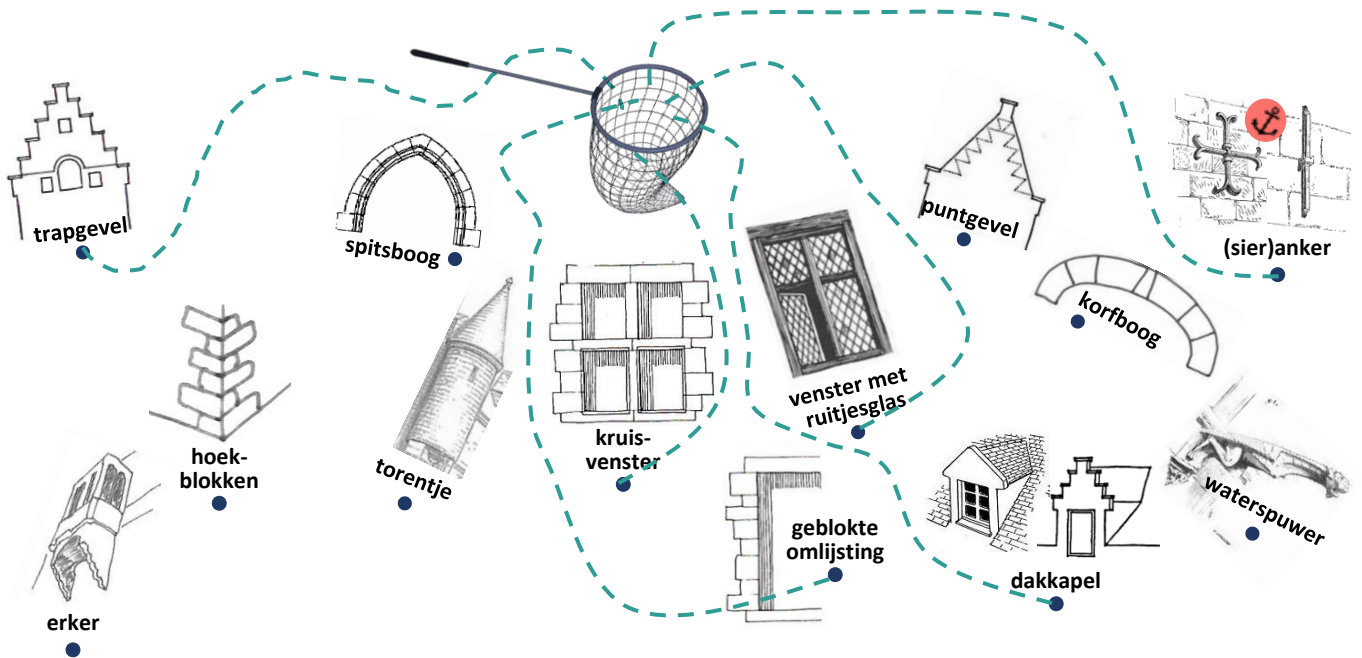 trapgevel
spitsboog
puntgevel
(sier)anker
korfboog
hoek-
blokken
torentje
kruis-
venster
venster met
ruitjesglas
waterspuwer
geblokte
omlijsting
dakkapel
erker